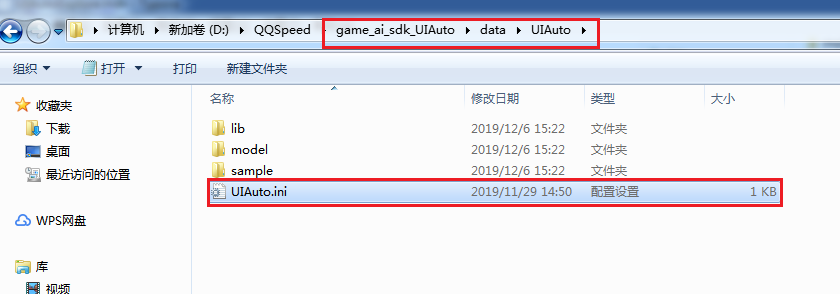 计算机 新加卷 (D:) QQSpeed game_ai_sdk_UIAuto data UIAuto
组织 打开 打印 新建文件夹
收藏夹
下载
桌面
最近访问的位置
WPS网盘
库
视频
名称 修改日期 类型 大小
lib 2019/12/6 15:22 文件夹
model 2019/12/6 15:22 文件夹
sample 2019/12/6 15:22 文件夹
UIAuto.ini 2019/11/29 14:50 配置设置 1 KB